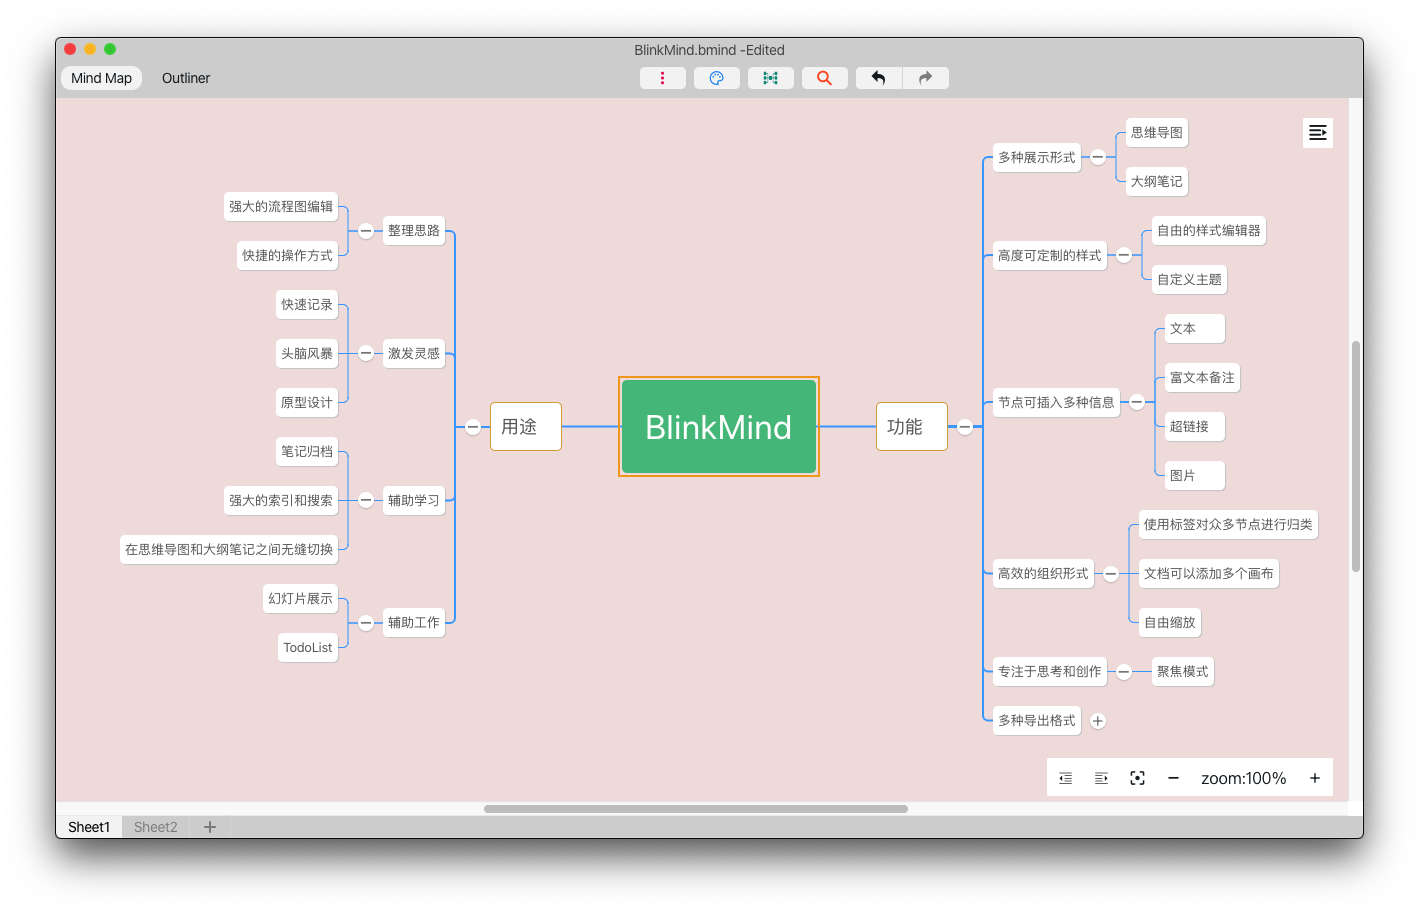 BlinkMind.bmind -Edited
Mind Map
Outliner
强大的流程图编辑
快捷的操作方式
整理思路
快速记录
头脑风暴
原型设计
激发灵感
笔记归档
强大的索引和搜索
在思维导图和大纲笔记之间无缝切换
辅助学习
幻灯片展示
TodoList
辅助工作
用途
BlinkMind
功能
多种展示形式
思维导图
大纲笔记
高度可定制的样式
自由的样式编辑器
自定义主题
节点可插入多种信息
文本
富文本备注
超链接
图片
高效的组织形式
使用标签对众多节点进行归类
文档可以添加多个画布
自由缩放
专注于思考和创作
聚焦模式
多种导出格式
zoom:100%
Sheet1
Sheet2